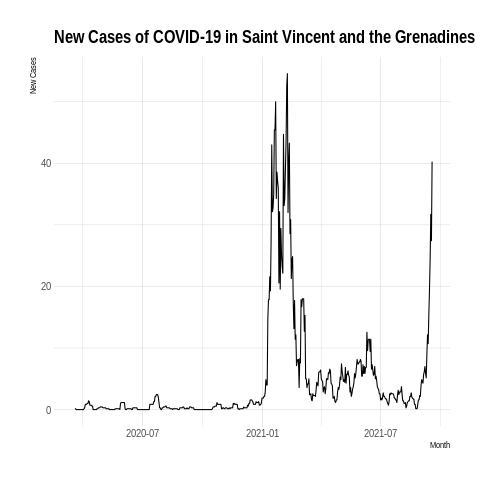 New Cases of COVID-19 in Saint Vincent and the Grenadines
New Cases
40
20
0
2020-07
2021-01
2021-07
Month